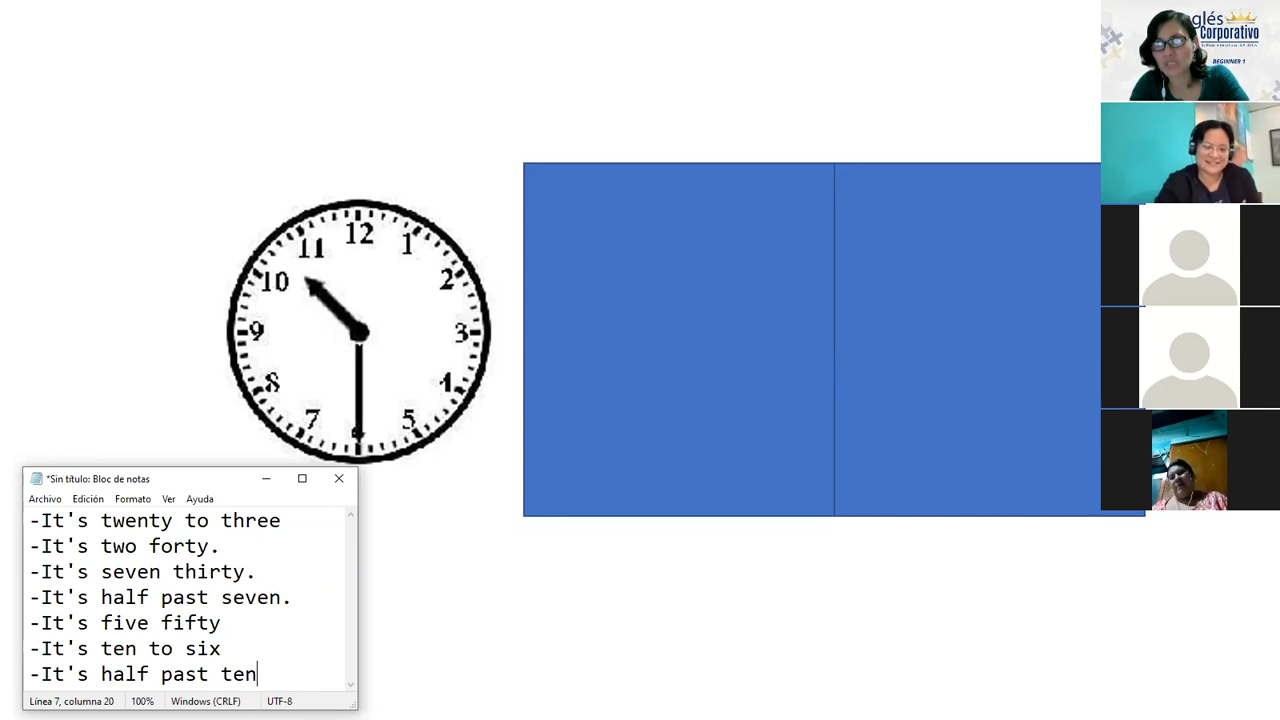 glés
Corporativo
BEGINNER 1
12
11
1
10
2
9
3
8
4
7
5
*Sin título: Bloc de notas
Archivo Edición Formato Ver Ayuda
-It's twenty to three
-It's two forty.
-It's seven thirty.
-It's half past seven.
-It's five fifty
-It's ten to six
-It's half past ten
Línea 7, columna 20 100% Windows (CRLF) UTF-8